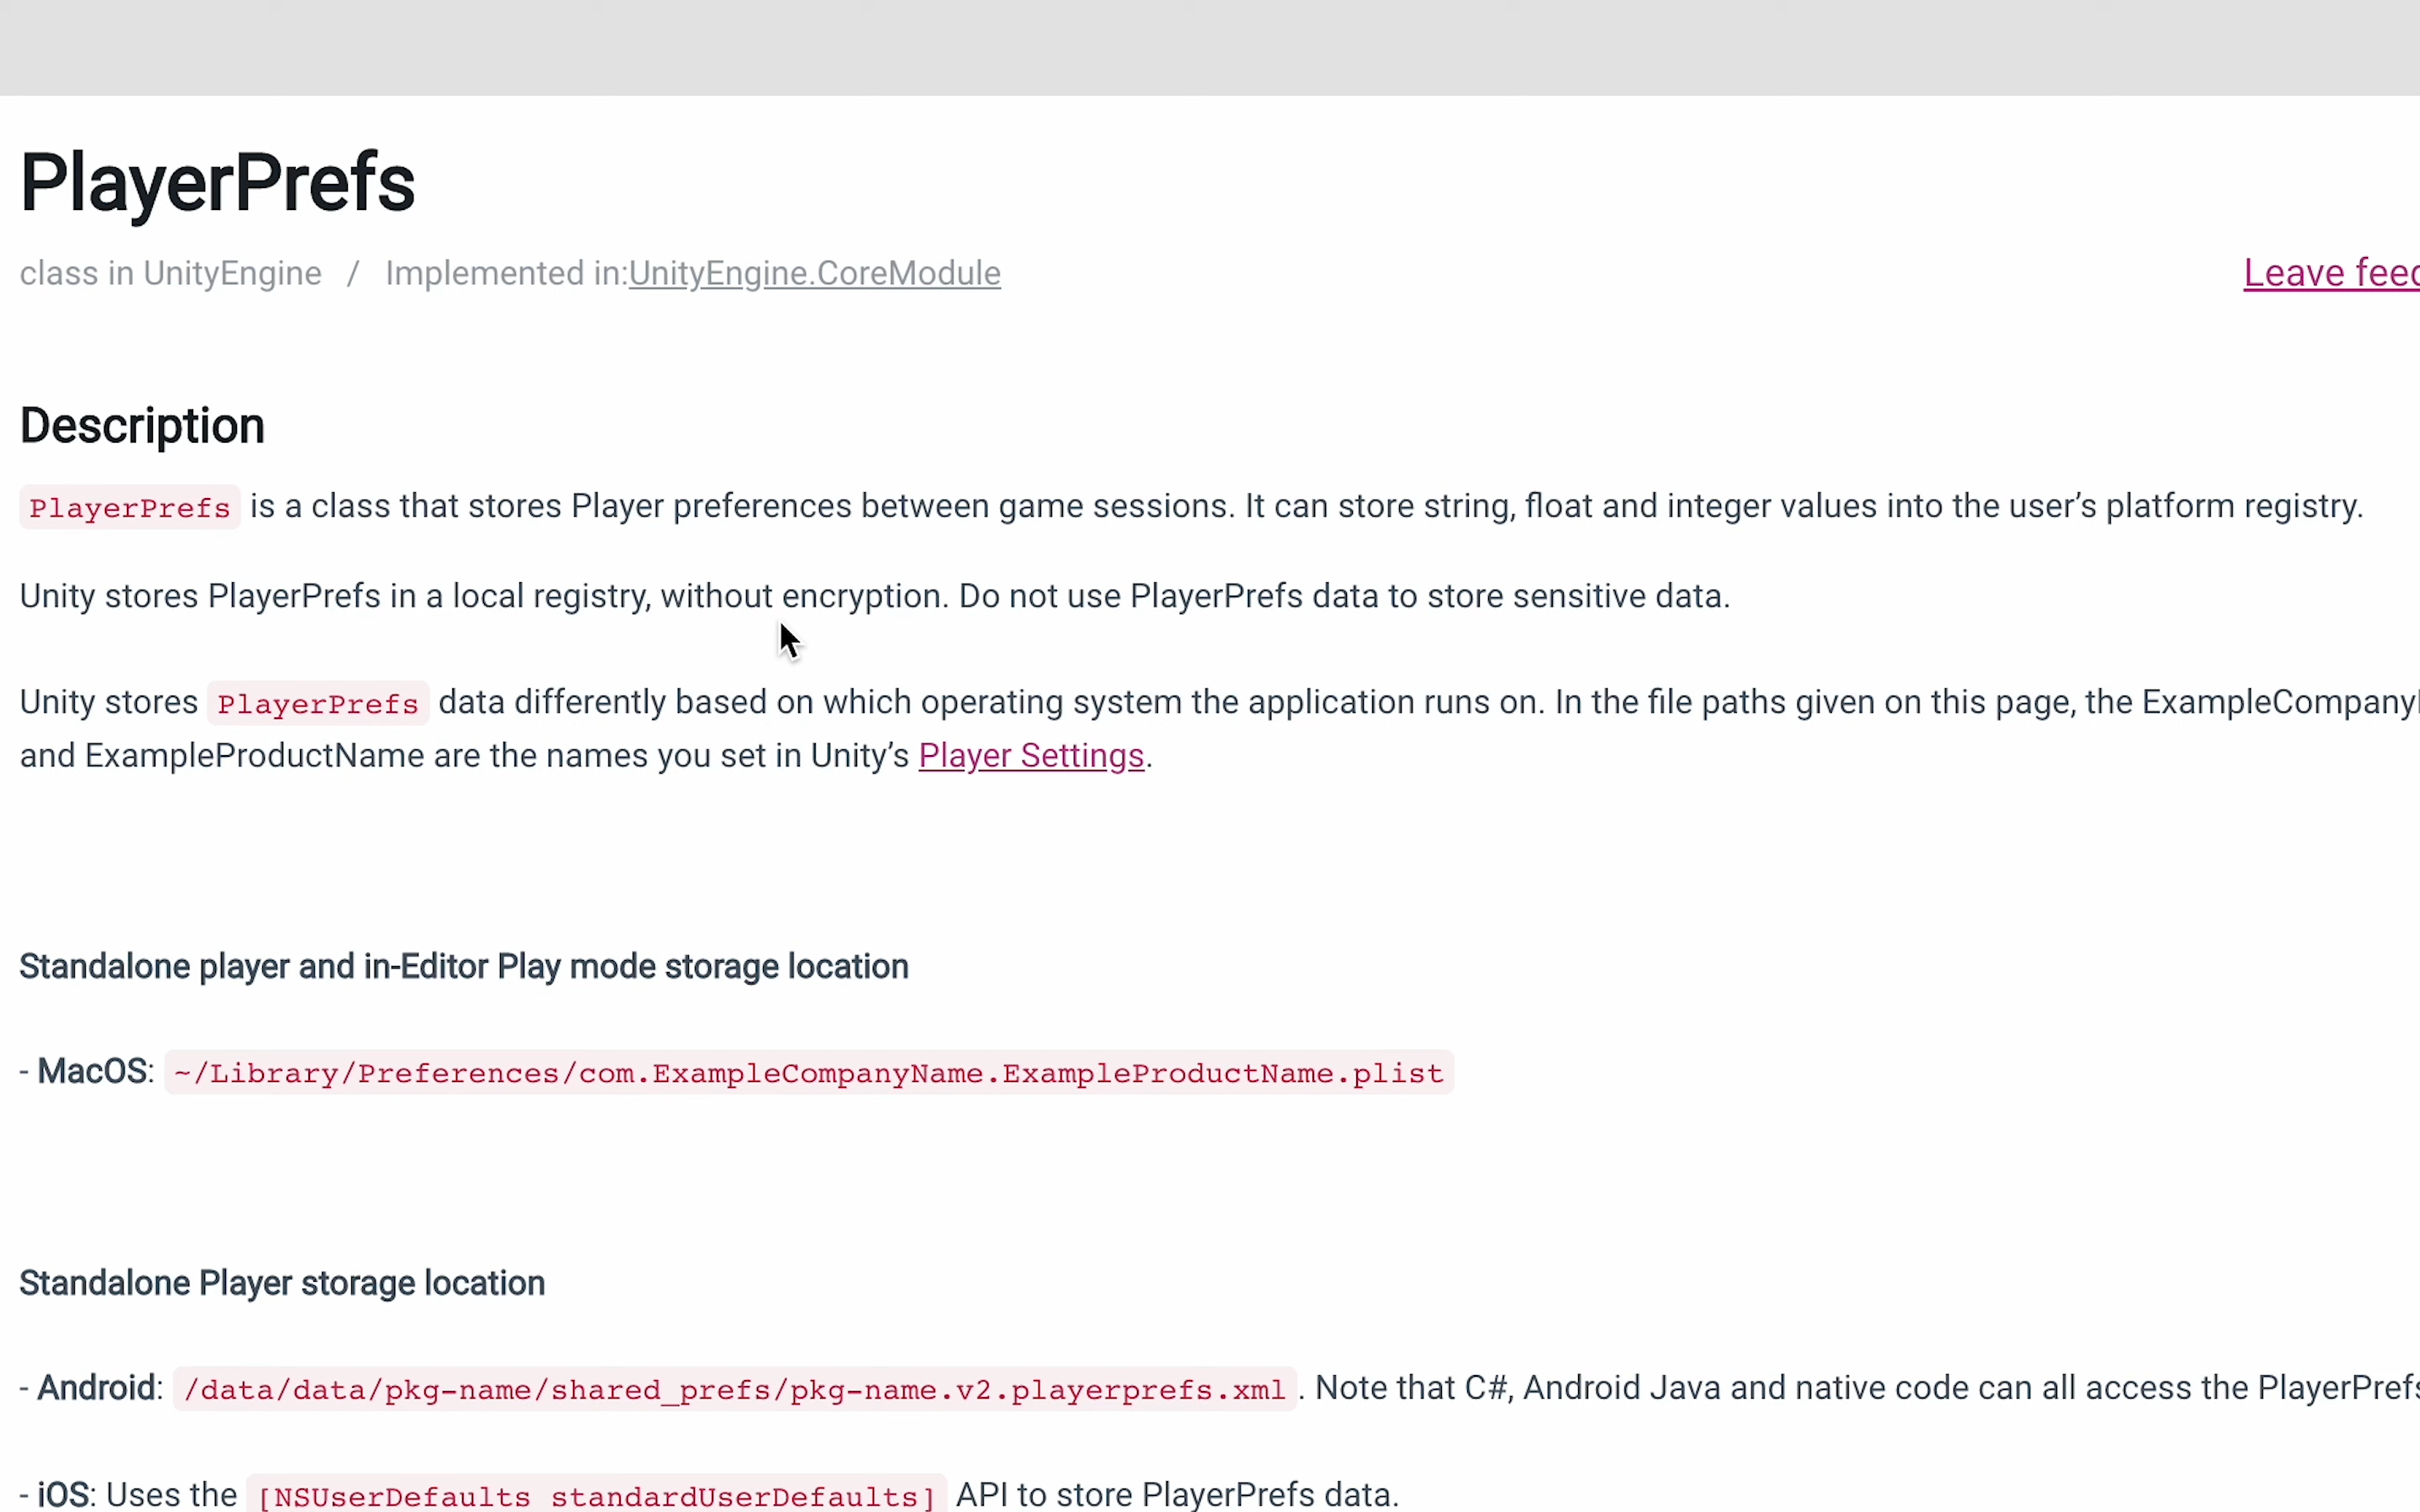 PlayerPrefs
class in UnityEngine / Implemented in:UnityEngine.CoreModule
Leave
Description
PlayerPrefs is a class that stores Player preferences between game sessions. It can store string, float and integer values into the user’s platform registry.
Unity stores PlayerPrefs in a local registry, without encryption. Do not use PlayerPrefs data to store sensitive data.
Unity stores PlayerPrefs data differently based on which operating system the application runs on. In the file paths given on this page, the
and ExampleProductName are the names you set in Unity’s Player Settings.
Standalone player and in-Editor Play mode storage location
- MacOS: ~/Library/Preferences/com.ExampleCompanyName.ExampleProductName.plist
Standalone Player storage location
- Android: /data/data/pkg-name/shared_prefs/pkg-name.v2.playerprefs.xml. Note that C#, Android Java and native code can all access the
- iOS: Uses the [NSUserDefaults standardUserDefaults] API to store PlayerPrefs data.